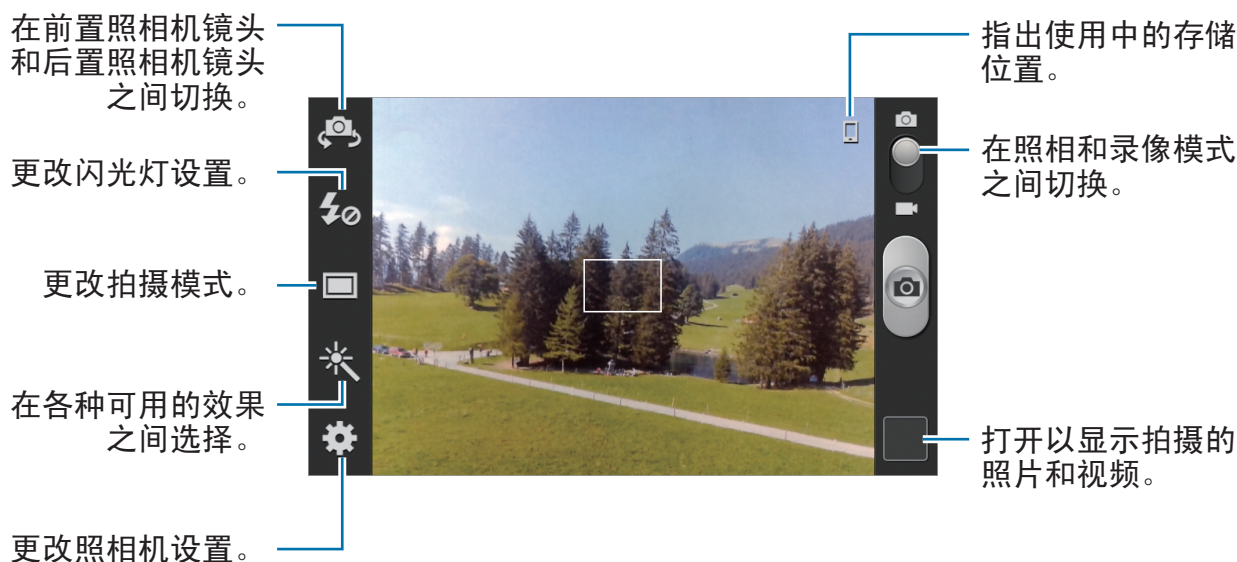 在前置照相机镜头
和后置照相机镜头
之间切换。
更改闪光灯设置。
更改拍摄模式。
在各种可用的效果
之间选择。
更改照相机设置。
指出使用中的存储
位置。
在照相和录像模式
之间切换。
打开以显示拍摄的
照片和视频。